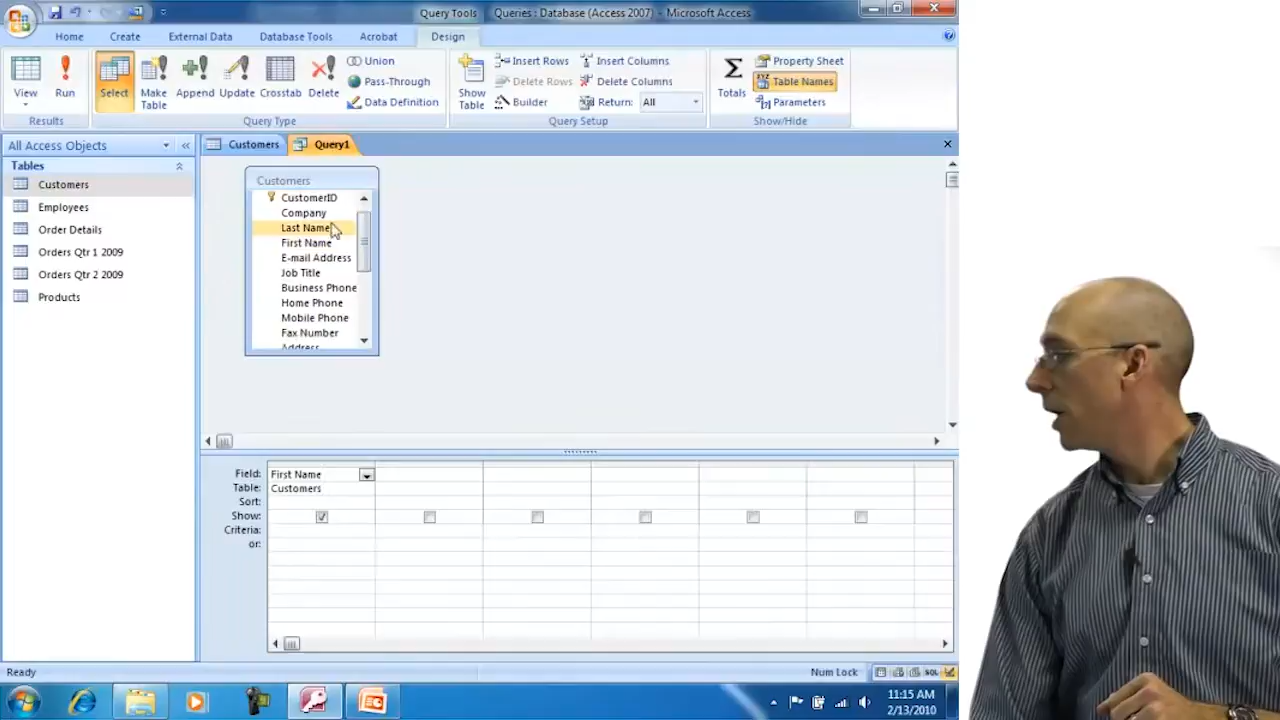 Query Tools
Queries : Database (Access 2007) - Microsoft Access
Home
Create
External Data
Database Tools
Acrobat
Design
View
Run
Results
Select
Make
Table
Append
Update
Crosstab
Delete
Union
Pass-Through
Data Definition
Query Type
Show
Table
Insert Rows
Delete Rows
Builder
Insert Columns
Delete Columns
Return: All
Query Setup
Totals
Property Sheet
Table Names
Parameters
Show/Hide
All Access Objects
Tables
Customers
Employees
Order Details
Orders Qtr 1 2009
Orders Qtr 2 2009
Products
Customers
Query1
Customers
CustomerID
Company
Last Name
First Name
E-mail Address
Job Title
Business Phone
Home Phone
Mobile Phone
Fax Number
Address
Field: First Name
Table: Customers
Sort:
Show:
Criteria:
or:
Ready
Num Lock
SQL
11:15 AM
2/13/2010